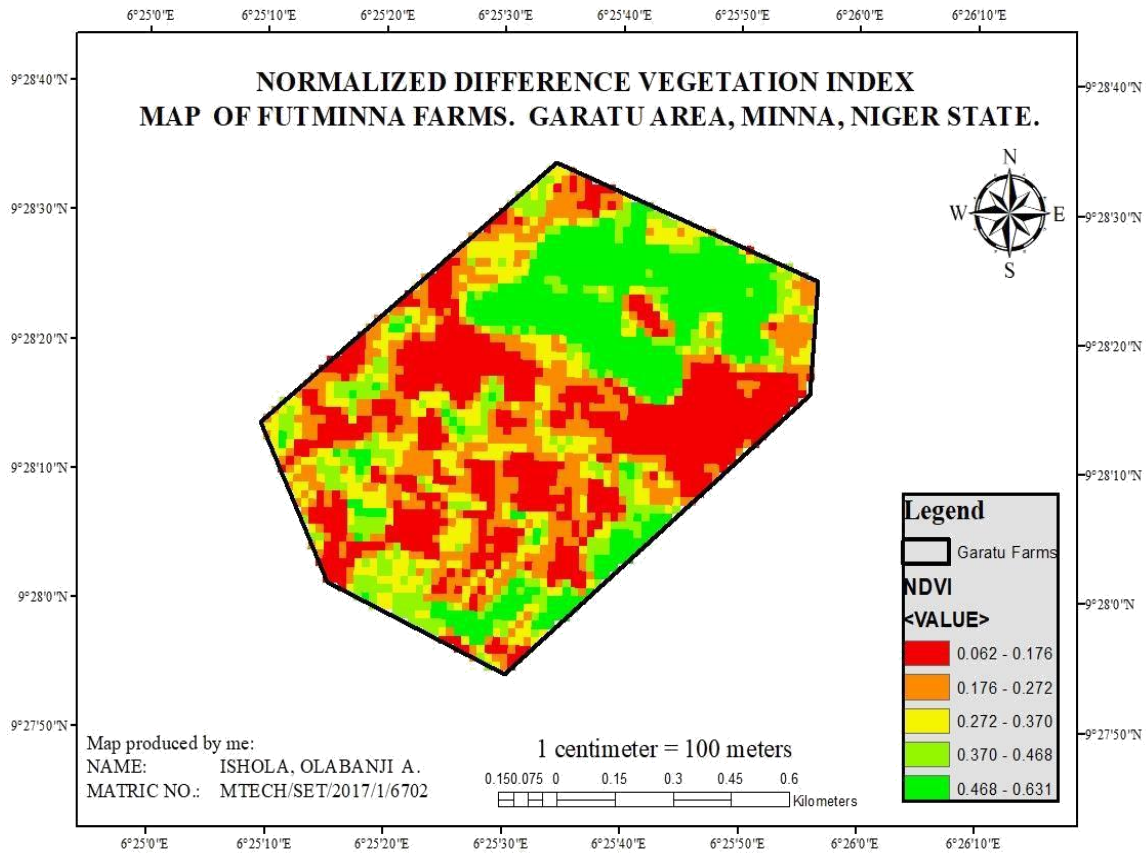 6°25'0"E 6°25'10"E 6°25'20"E 6°25'30"E 6°25'40"E 6°25'50"E 6°26'0"E 6°26'10"E
9°28'40"N 9°28'40"N
NORMALIZED DIFFERENCE VEGETATION INDEX
MAP OF FUTMINNA FARMS. GARATU AREA, MINNA, NIGER STATE.
N
W E
S
9°28'30"N 9°28'30"N
9°28'20"N 9°28'20"N
9°28'10"N 9°28'10"N
Legend
Garatu Farms
NDVI
<VALUE>
0.062 - 0.176
0.176 - 0.272
0.272 - 0.370
0.370 - 0.468
0.468 - 0.631
9°28'0"N 9°28'0"N
9°27'50"N 9°27'50"N
Map produced by me:
NAME: ISHOLA, OLABANJI A.
MATRIC NO.: MTECH/SET/2017/1/6702
1 centimeter = 100 meters
0.150.075 0 0.15 0.3 0.45 0.6
Kilometers
6°25'0"E 6°25'10"E 6°25'20"E 6°25'30"E 6°25'40"E 6°25'50"E 6°26'0"E 6°26'10"E